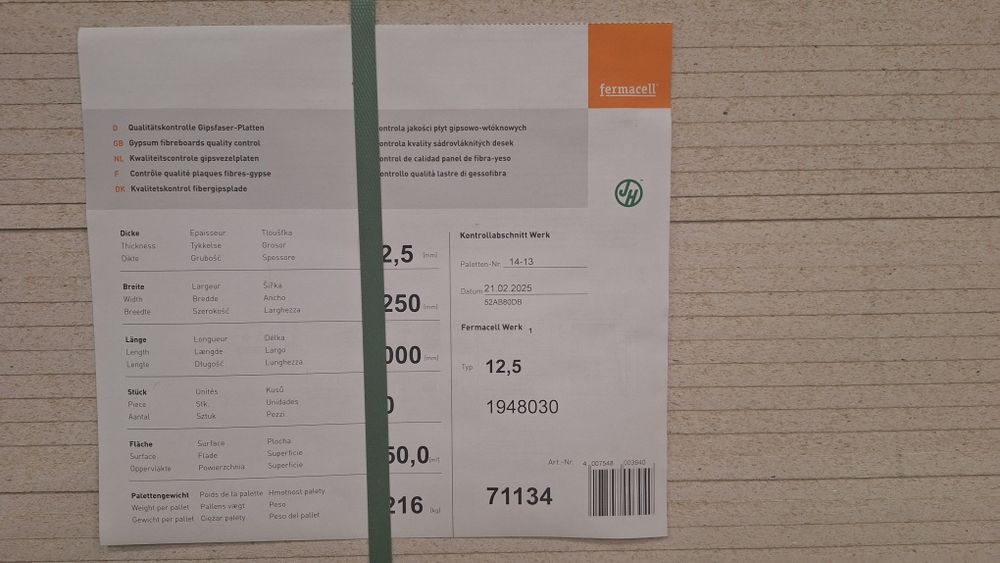 fermacell
D Qualitätskontrolle Gipsfaser-Platten
GB Gypsum fibreboards quality control
NL Kwaliteitscontrole gipsvezelplaten
F Contrôle qualité plaques fibres-gypse
DK Kvalitetskontrol fibergipsplade
ontrola jakości płyt gipsowo-włóknowych
ontrola kvality sádrovláknitých desek
ontrol de calidad panel de fibra-yeso
ontrollo qualità lastre di gessofibra
JH
Dicke Epaisseur Tloušťka
Thickness Tykkelse Grosor
Dikte Grubość Spessore
2,5 [mm]
Breite Largeur Šířka
Width Bredde Ancho
Breedte Szerokość Larghezza
250 [mm]
Länge Longueur Délka
Length Længde Largo
Lengte Długość Lunghezza
000 [mm]
Stück Unités Kusů
Piece Stk. Unidades
Aantal Sztuk Pezzi
0
Fläche Surface Plocha
Surface Flade Superficie
Oppervlakte Powierzchnia Superficie
50,0 [m²]
Palettengewicht Poids de la palette Hmotnost palety
Weight per pallet Pallens vægt Peso
Gewicht per pallet Ciężar palety Peso del pallet
216 [kg]
Kontrollabschnitt Werk
Paletten-Nr. 14-13
Datum 21.02.2025
52AB80DB
Fermacell Werk 1
Typ 12,5
1948030
Art.-Nr. 4 007548 003940
71134